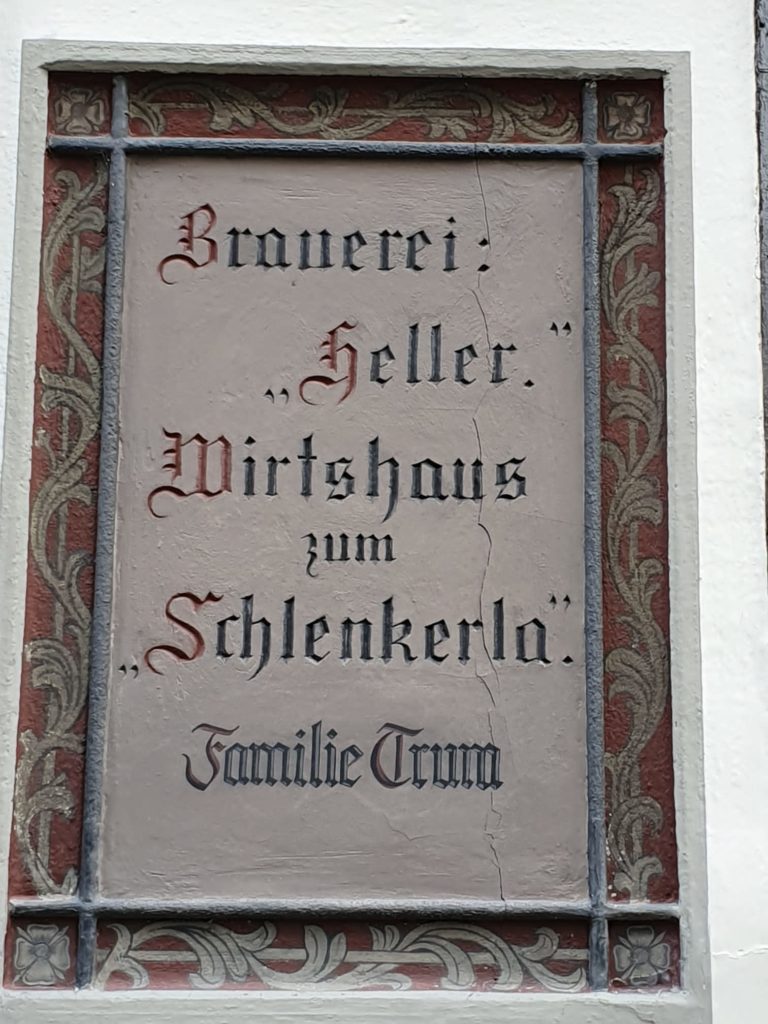 Brauerei:
„Heller.”
Wirtshaus
zum
„Schlenkerla”.
Familie Trum